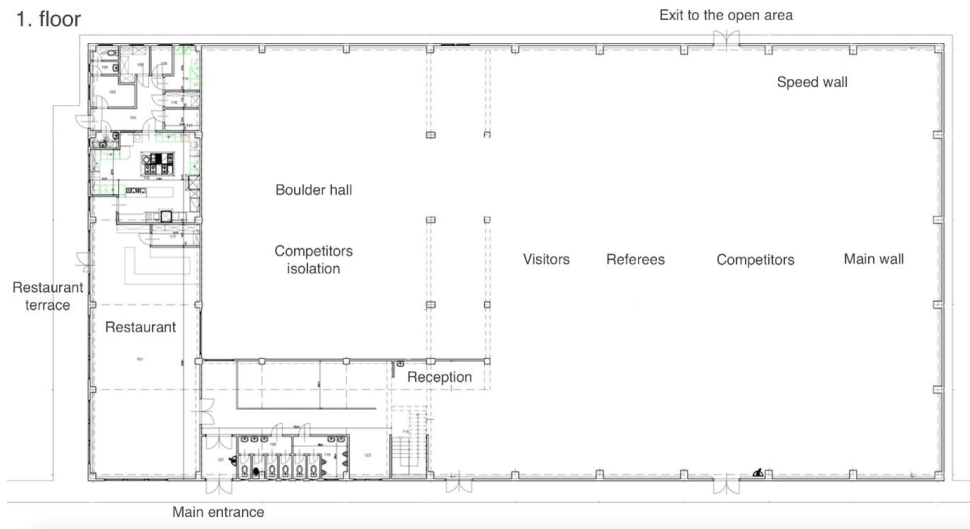 1. floor
Exit to the open area
Speed wall
Boulder hall
Competitors
isolation
Visitors
Referees
Competitors
Main wall
Restaurant
terrace
Restaurant
Reception
Main entrance